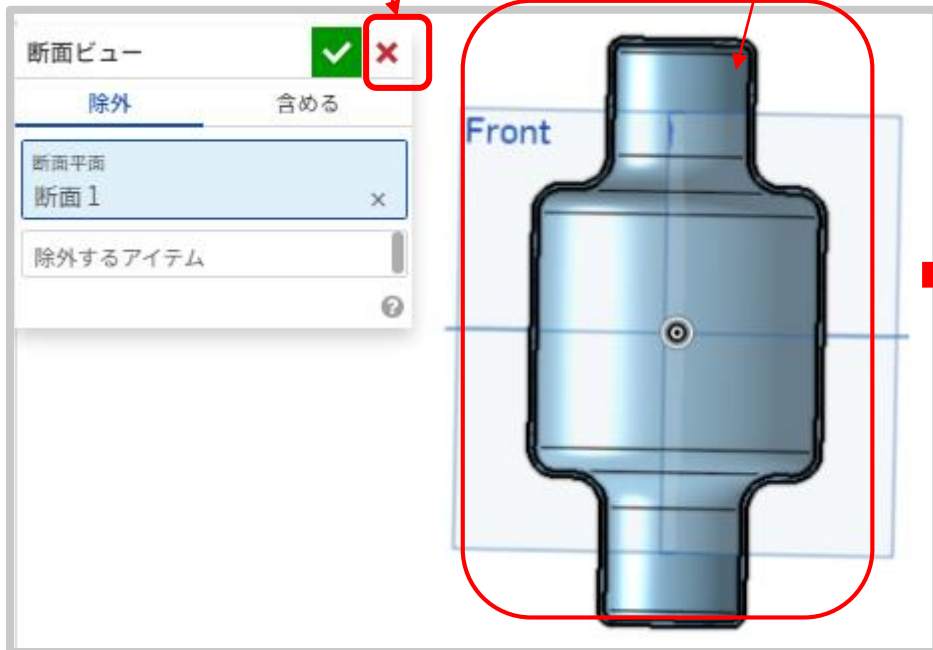 断面ビュー
除外
含める
断面平面
断面 1
除外するアイテム
Front